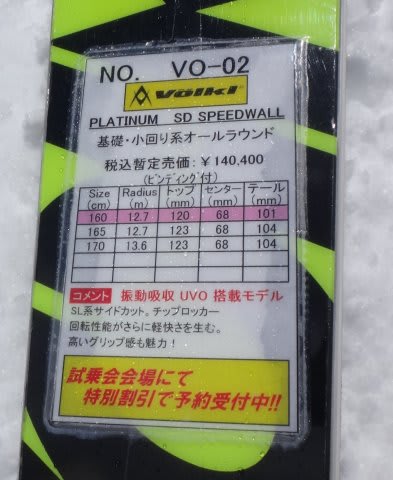 NO. VO-02
Völkl
PLATINUM SD SPEEDWALL
基礎・小回り系オールラウンド
税込暫定売価：￥140,400
(ﾋﾞﾝﾃﾞｨﾝｸﾞ付)
Size (cm) Radius (m) トップ (mm) センター (mm) テール (mm)
160 12.7 120 68 101
165 12.7 123 68 104
170 13.6 123 68 104
コメント 振動吸収 UVO 搭載モデル
SL系サイドカット。チップロッカー
回転性能がさらに軽快さを生む。
高いグリップ感も魅力！
試乗会会場にて
特別割引で予約受付中!!